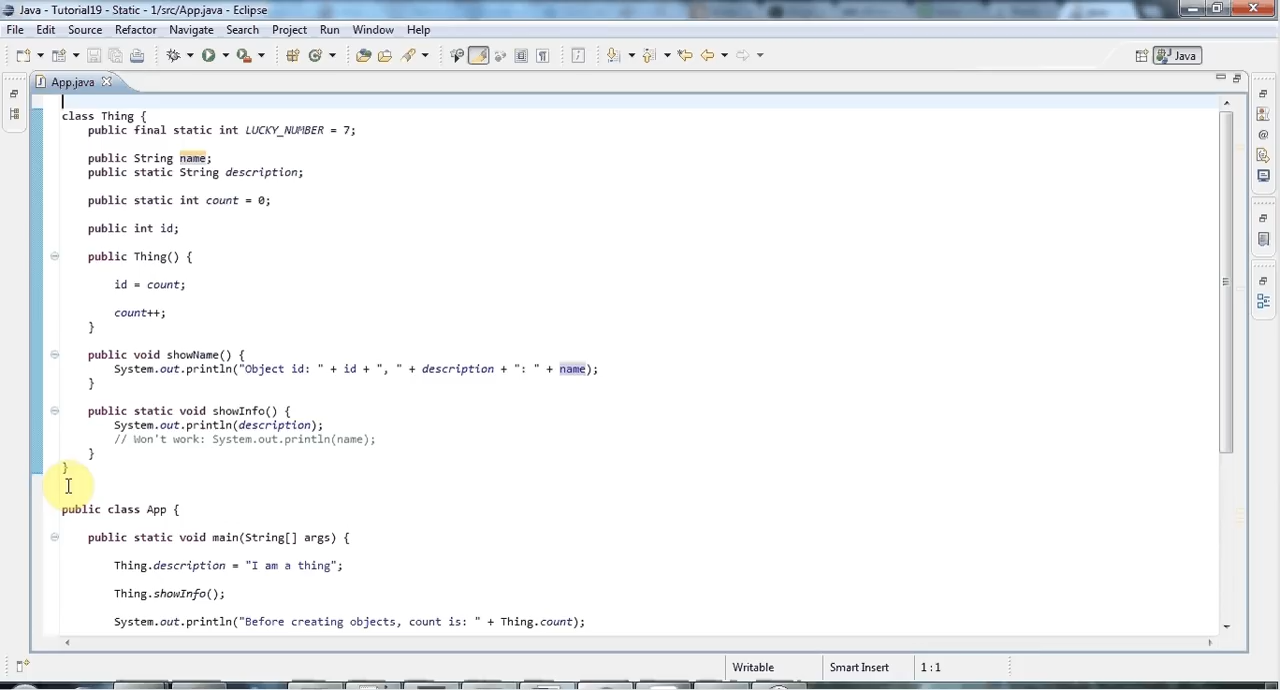 Java - Tutorial19 - Static - 1/src/App.java - Eclipse
File Edit Source Refactor Navigate Search Project Run Window Help
Java
App.java
class Thing {
public final static int LUCKY_NUMBER = 7;
public String name;
public static String description;
public static int count = 0;
public int id;
public Thing() {
id = count;
count++;
}
public void showName() {
System.out.println("Object id: " + id + ", " + description + ": " + name);
}
public static void showInfo() {
System.out.println(description);
// Won't work: System.out.println(name);
}
}
public class App {
public static void main(String[] args) {
Thing.description = "I am a thing";
Thing.showInfo();
System.out.println("Before creating objects, count is: " + Thing.count);
Writable Smart Insert 1 : 1